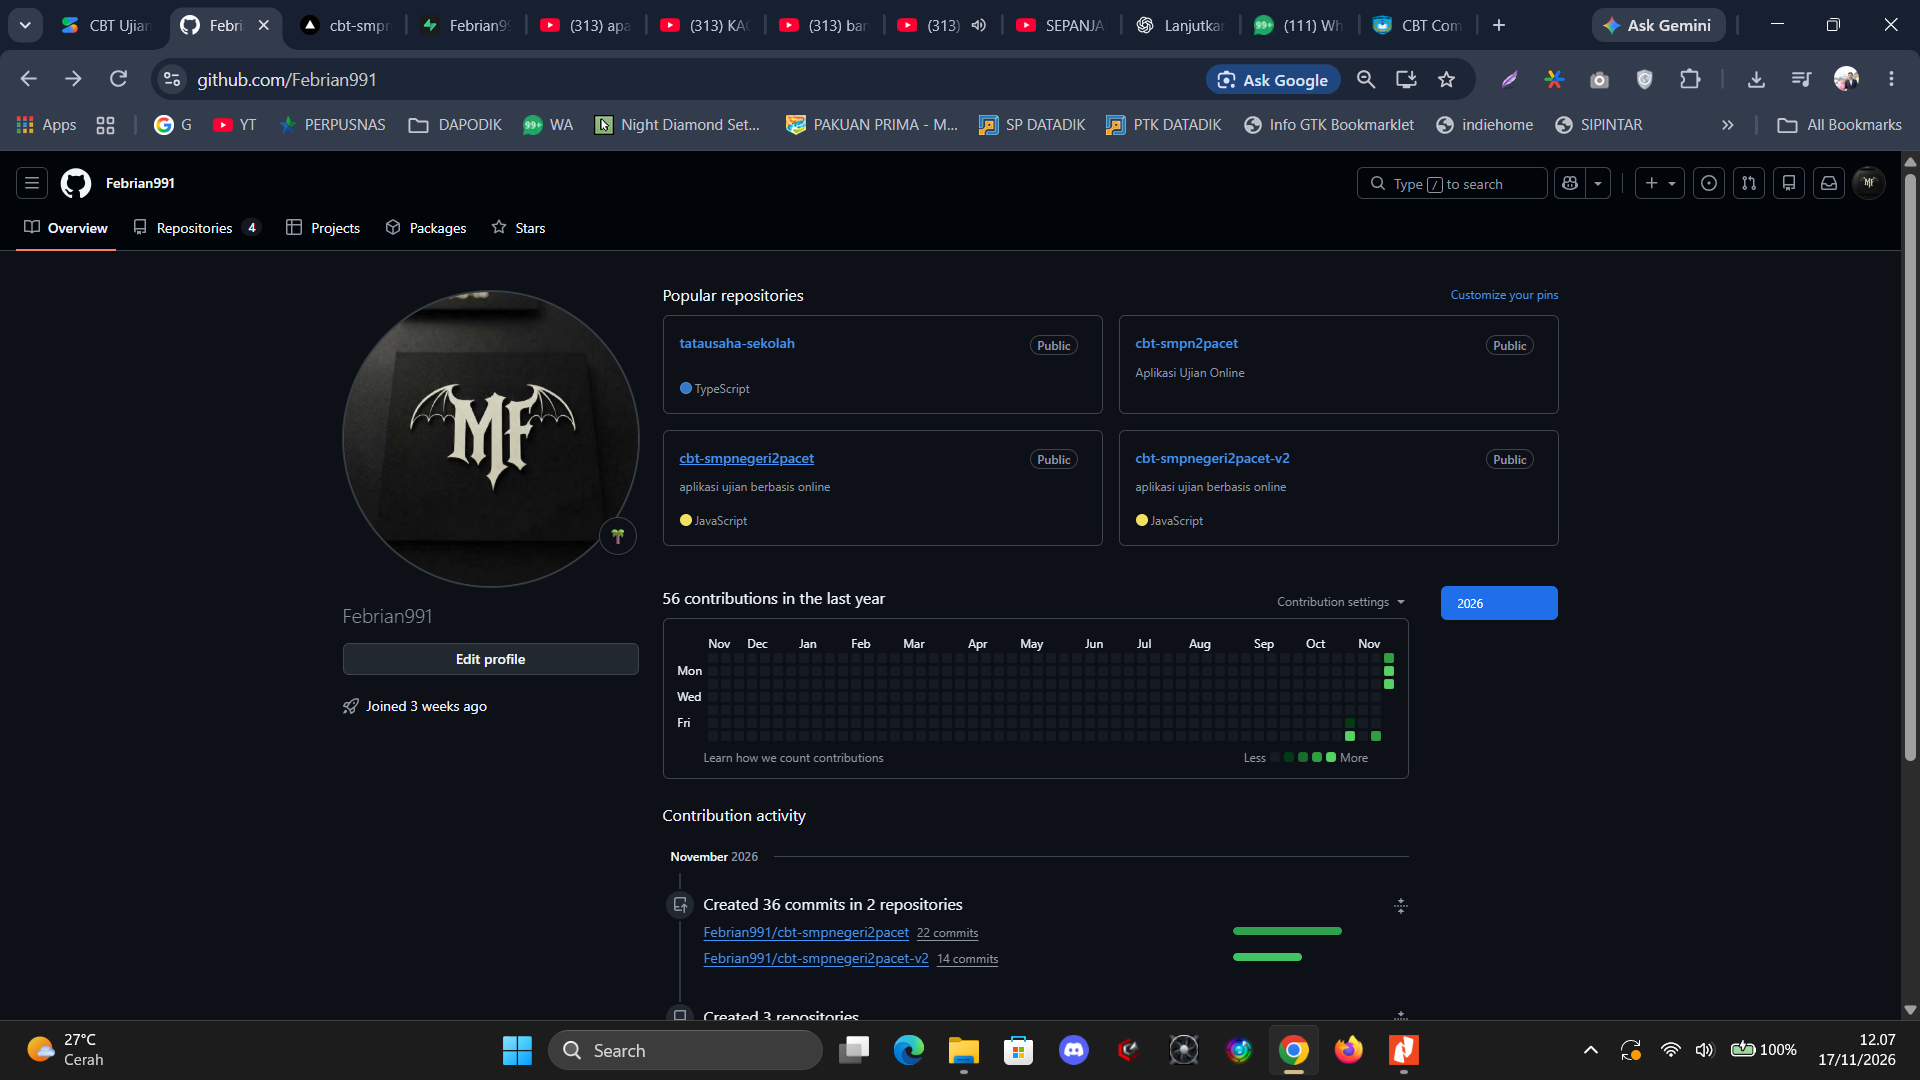 CBT Ujian
Febri
cbt-smpn
Febrian99
(313) apa
(313) KAC
(313) bar
(313)
SEPANJA
Lanjutkan
(111) Wh
CBT Com
Ask Gemini
github.com/Febrian991
Ask Google
Apps
G
YT
PERPUSNAS
DAPODIK
99+
WA
Night Diamond Set...
PAKUAN PRIMA - M...
SP DATADIK
PTK DATADIK
Info GTK Bookmarklet
indiehome
SIPINTAR
All Bookmarks
Febrian991
Type / to search
Overview
Repositories 4
Projects
Packages
Stars
MF
Febrian991
Edit profile
Joined 3 weeks ago
Popular repositories
Customize your pins
tatausaha-sekolah
Public
TypeScript
cbt-smpn2pacet
Public
Aplikasi Ujian Online
cbt-smpnegeri2pacet
Public
aplikasi ujian berbasis online
JavaScript
cbt-smpnegeri2pacet-v2
Public
aplikasi ujian berbasis online
JavaScript
56 contributions in the last year
Contribution settings
2026
Nov Dec Jan Feb Mar Apr May Jun Jul Aug Sep Oct Nov
Mon
Wed
Fri
Learn how we count contributions
Less
More
Contribution activity
November 2026
Created 36 commits in 2 repositories
Febrian991/cbt-smpnegeri2pacet 22 commits
Febrian991/cbt-smpnegeri2pacet-v2 14 commits
Created 3 repositories
27°C
Cerah
Search
100%
12.07
17/11/2026